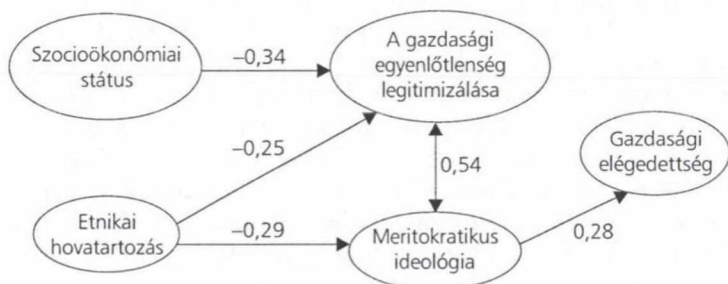 Szocioökonómiai
státus
–0,34
A gazdasági
egyenlőtlenség
legitimizálása
–0,25
0,54
Gazdasági
elégedettség
Etnikai
hovatartozás
–0,29
Meritokratikus
ideológia
0,28